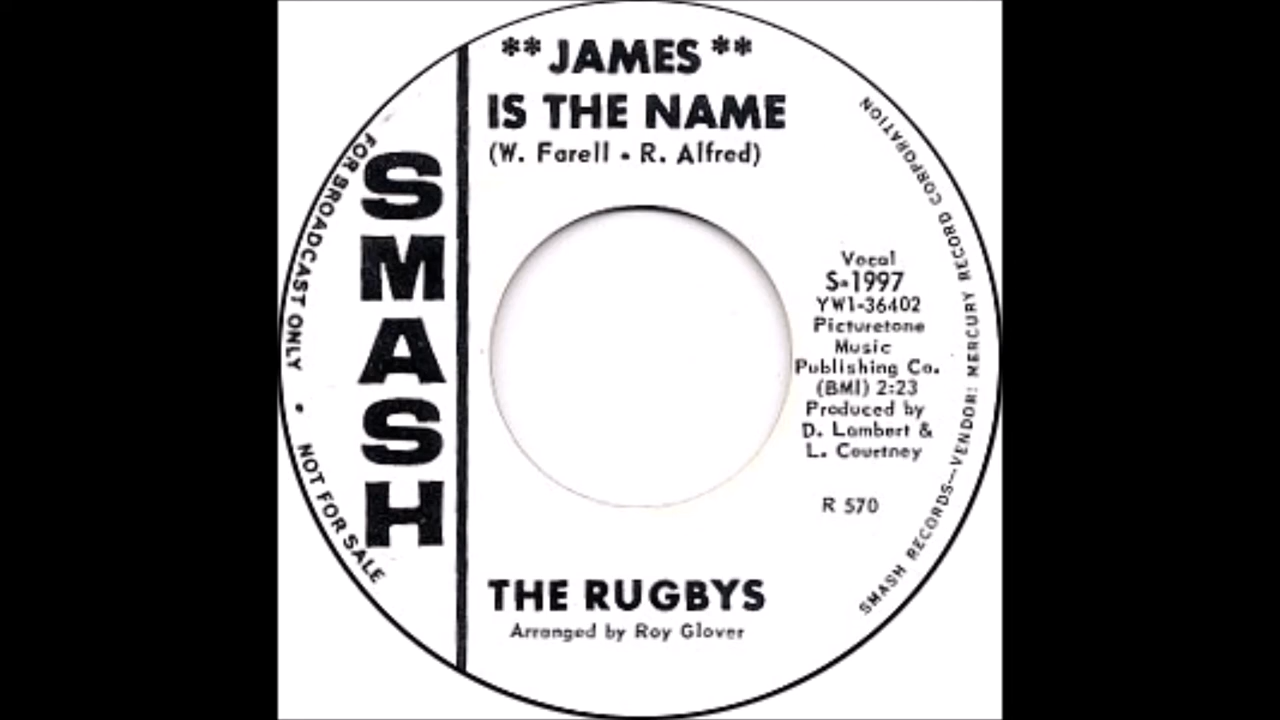 ** JAMES **
IS THE NAME
(W. Farell - R. Alfred)
SMASH
FOR BROADCAST ONLY • NOT FOR SALE
Vocal
S-1997
YW1-36402
Picturetone
Music
Publishing Co.
(BMI) 2:23
Produced by
D. Lambert &
L. Courtney
R 570
SMASH RECORDS—VENDOR: MERCURY RECORD CORPORATION
THE RUGBYS
Arranged by Roy Glover